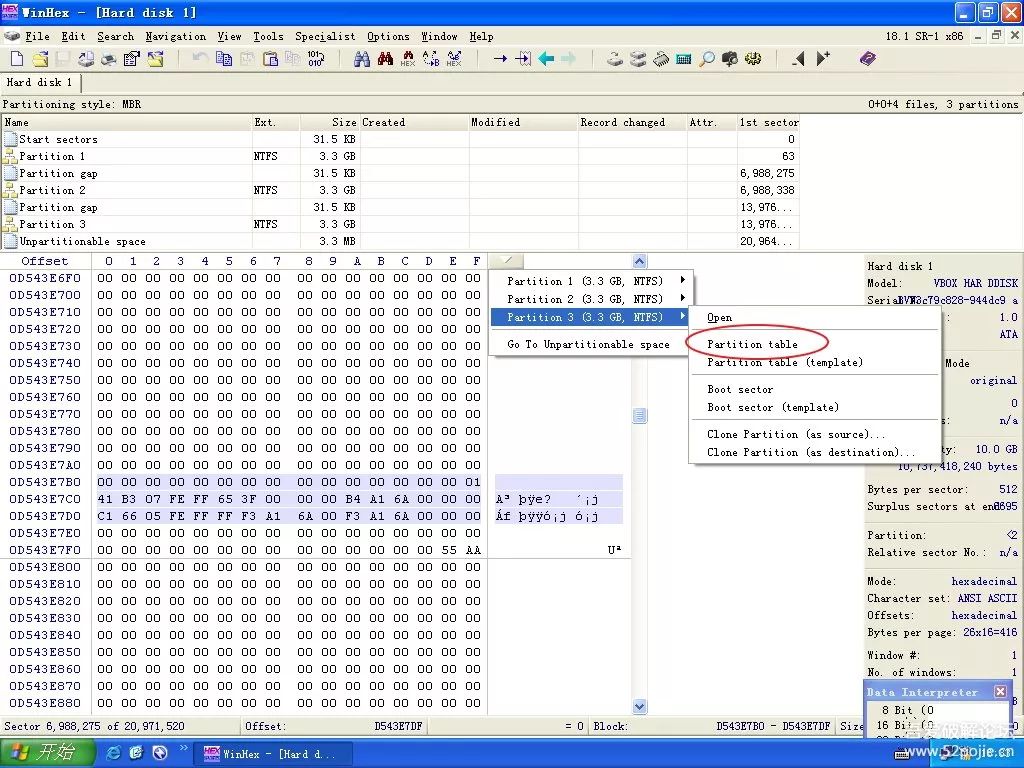 WinHex - [Hard disk 1]
File Edit Search Navigation View Tools Specialist Options Window Help 18.1 SR-1 x86
Hard disk 1
Partitioning style: MBR 0+0+4 files, 3 partitions
Name Ext. Size Created Modified Record changed Attr. 1st sector
Start sectors 31.5 KB 0
Partition 1 NTFS 3.3 GB 63
Partition gap 31.5 KB 6,988,275
Partition 2 NTFS 3.3 GB 6,988,338
Partition gap 31.5 KB 13,976...
Partition 3 NTFS 3.3 GB 13,976...
Unpartitionable space 3.3 MB 20,964...
Offset 0 1 2 3 4 5 6 7 8 9 A B C D E F
0D543E6F0 00 00 00 00 00 00 00 00 00 00 00 00 00 00 00 00
0D543E700 00 00 00 00 00 00 00 00 00 00 00 00 00 00 00 00
0D543E710 00 00 00 00 00 00 00 00 00 00 00 00 00 00 00 00
0D543E720 00 00 00 00 00 00 00 00 00 00 00 00 00 00 00 00
0D543E730 00 00 00 00 00 00 00 00 00 00 00 00 00 00 00 00
0D543E740 00 00 00 00 00 00 00 00 00 00 00 00 00 00 00 00
0D543E750 00 00 00 00 00 00 00 00 00 00 00 00 00 00 00 00
0D543E760 00 00 00 00 00 00 00 00 00 00 00 00 00 00 00 00
0D543E770 00 00 00 00 00 00 00 00 00 00 00 00 00 00 00 00
0D543E780 00 00 00 00 00 00 00 00 00 00 00 00 00 00 00 00
0D543E790 00 00 00 00 00 00 00 00 00 00 00 00 00 00 00 00
0D543E7A0 00 00 00 00 00 00 00 00 00 00 00 00 00 00 00 00
0D543E7B0 00 00 00 00 00 00 00 00 00 00 00 00 00 00 00 01
0D543E7C0 41 B3 07 FE FF 65 3F 00 00 00 B4 A1 6A 00 00 00 Aª þÿe? ´¡j
0D543E7D0 C1 66 05 FE FF FF F3 A1 6A 00 F3 A1 6A 00 00 00 Áf þÿÿó¡j ó¡j
0D543E7E0 00 00 00 00 00 00 00 00 00 00 00 00 00 00 00 00
0D543E7F0 00 00 00 00 00 00 00 00 00 00 00 00 00 00 55 AA Uª
0D543E800 00 00 00 00 00 00 00 00 00 00 00 00 00 00 00 00
0D543E810 00 00 00 00 00 00 00 00 00 00 00 00 00 00 00 00
0D543E820 00 00 00 00 00 00 00 00 00 00 00 00 00 00 00 00
0D543E830 00 00 00 00 00 00 00 00 00 00 00 00 00 00 00 00
0D543E840 00 00 00 00 00 00 00 00 00 00 00 00 00 00 00 00
0D543E850 00 00 00 00 00 00 00 00 00 00 00 00 00 00 00 00
0D543E860 00 00 00 00 00 00 00 00 00 00 00 00 00 00 00 00
0D543E870 00 00 00 00 00 00 00 00 00 00 00 00 00 00 00 00
0D543E880 00 00 00 00 00 00 00 00 00 00 00 00 00 00 00 00
Partition 1 (3.3 GB, NTFS)
Partition 2 (3.3 GB, NTFS)
Partition 3 (3.3 GB, NTFS)
Go To Unpartitionable space
Open
Partition table
Partition table (template)
Boot sector
Boot sector (template)
Clone Partition (as source)...
Clone Partition (as destination)...
Hard disk 1
Model: VBOX HAR DDISK
1.0
ATA
Mode
original
0
n/a
10.0 GB
10,737,418,240 bytes
Bytes per sector: 512
Surplus sectors at
Partition: <2
Relative sector No.: n/a
Mode: hexadecimal
Character set: ANSI ASCII
Offsets: hexadecimal
Bytes per page: 26x16=416
Window #: 1
No. of windows: 1
Data Interpreter
8 Bit (
16 Bit (
Sector 6,988,275 of 20,971,520 Offset: D543E7DF = 0 Block: D543E7B0 - D543E7DF Size
开始 WinHex - [Hard d...
吾爱破解论坛
www.52pojie.cn